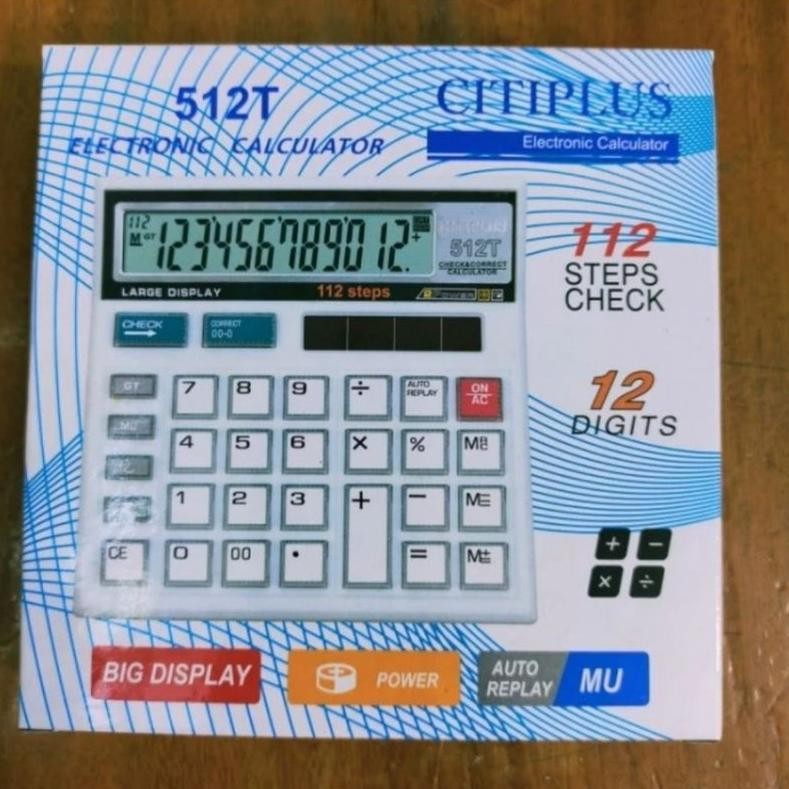 512T
ELECTRONIC CALCULATOR
CITIPLUS
Electronic Calculator
112
M GT
123456789012.
512T
CHECK&CORRECT
CALCULATOR
LARGE DISPLAY
112 steps
112
STEPS
CHECK
CHECK
CORRECT
00-0
GT
7
8
9
÷
AUTO
REPLAY
ON
AC
MU
4
5
6
×
%
12
DIGITS
1
2
3
+
−
CE
0
00
•
=
+
−
×
÷
BIG DISPLAY
POWER
AUTO
REPLAY
MU